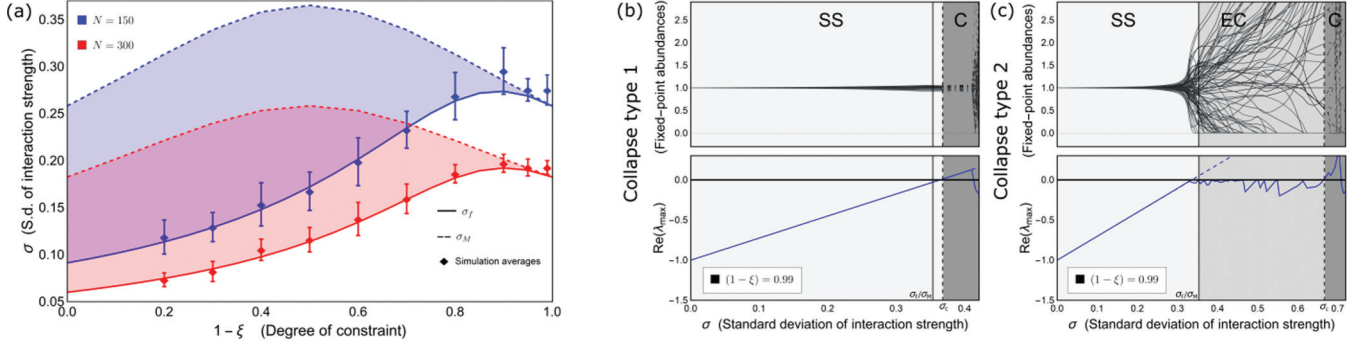 (a)
σ (S.d. of interaction strength)
0.35
0.30
0.25
0.20
0.15
0.10
0.05
N = 150
N = 300
σf
σM
Simulation averages
0.0 0.2 0.4 0.6 0.8 1.0
1 − ξ (Degree of constraint)
(b)
Collapse type 1
SS C
(Fixed-point abundances)
2.5
2.0
1.5
1.0
0.5
0.0
Re(λmax)
0.0
−0.5
−1.0
−1.5
(1 − ξ) = 0.99
σf/σM
σc
0.0 0.1 0.2 0.3 0.4
σ (Standard deviation of interaction strength)
(c)
Collapse type 2
SS EC C
(Fixed-point abundances)
2.5
2.0
1.5
1.0
0.5
0.0
Re(λmax)
0.0
−0.5
−1.0
−1.5
(1 − ξ) = 0.99
σf/σM
σc
0.0 0.1 0.2 0.3 0.4 0.5 0.6 0.7
σ (Standard deviation of interaction strength)